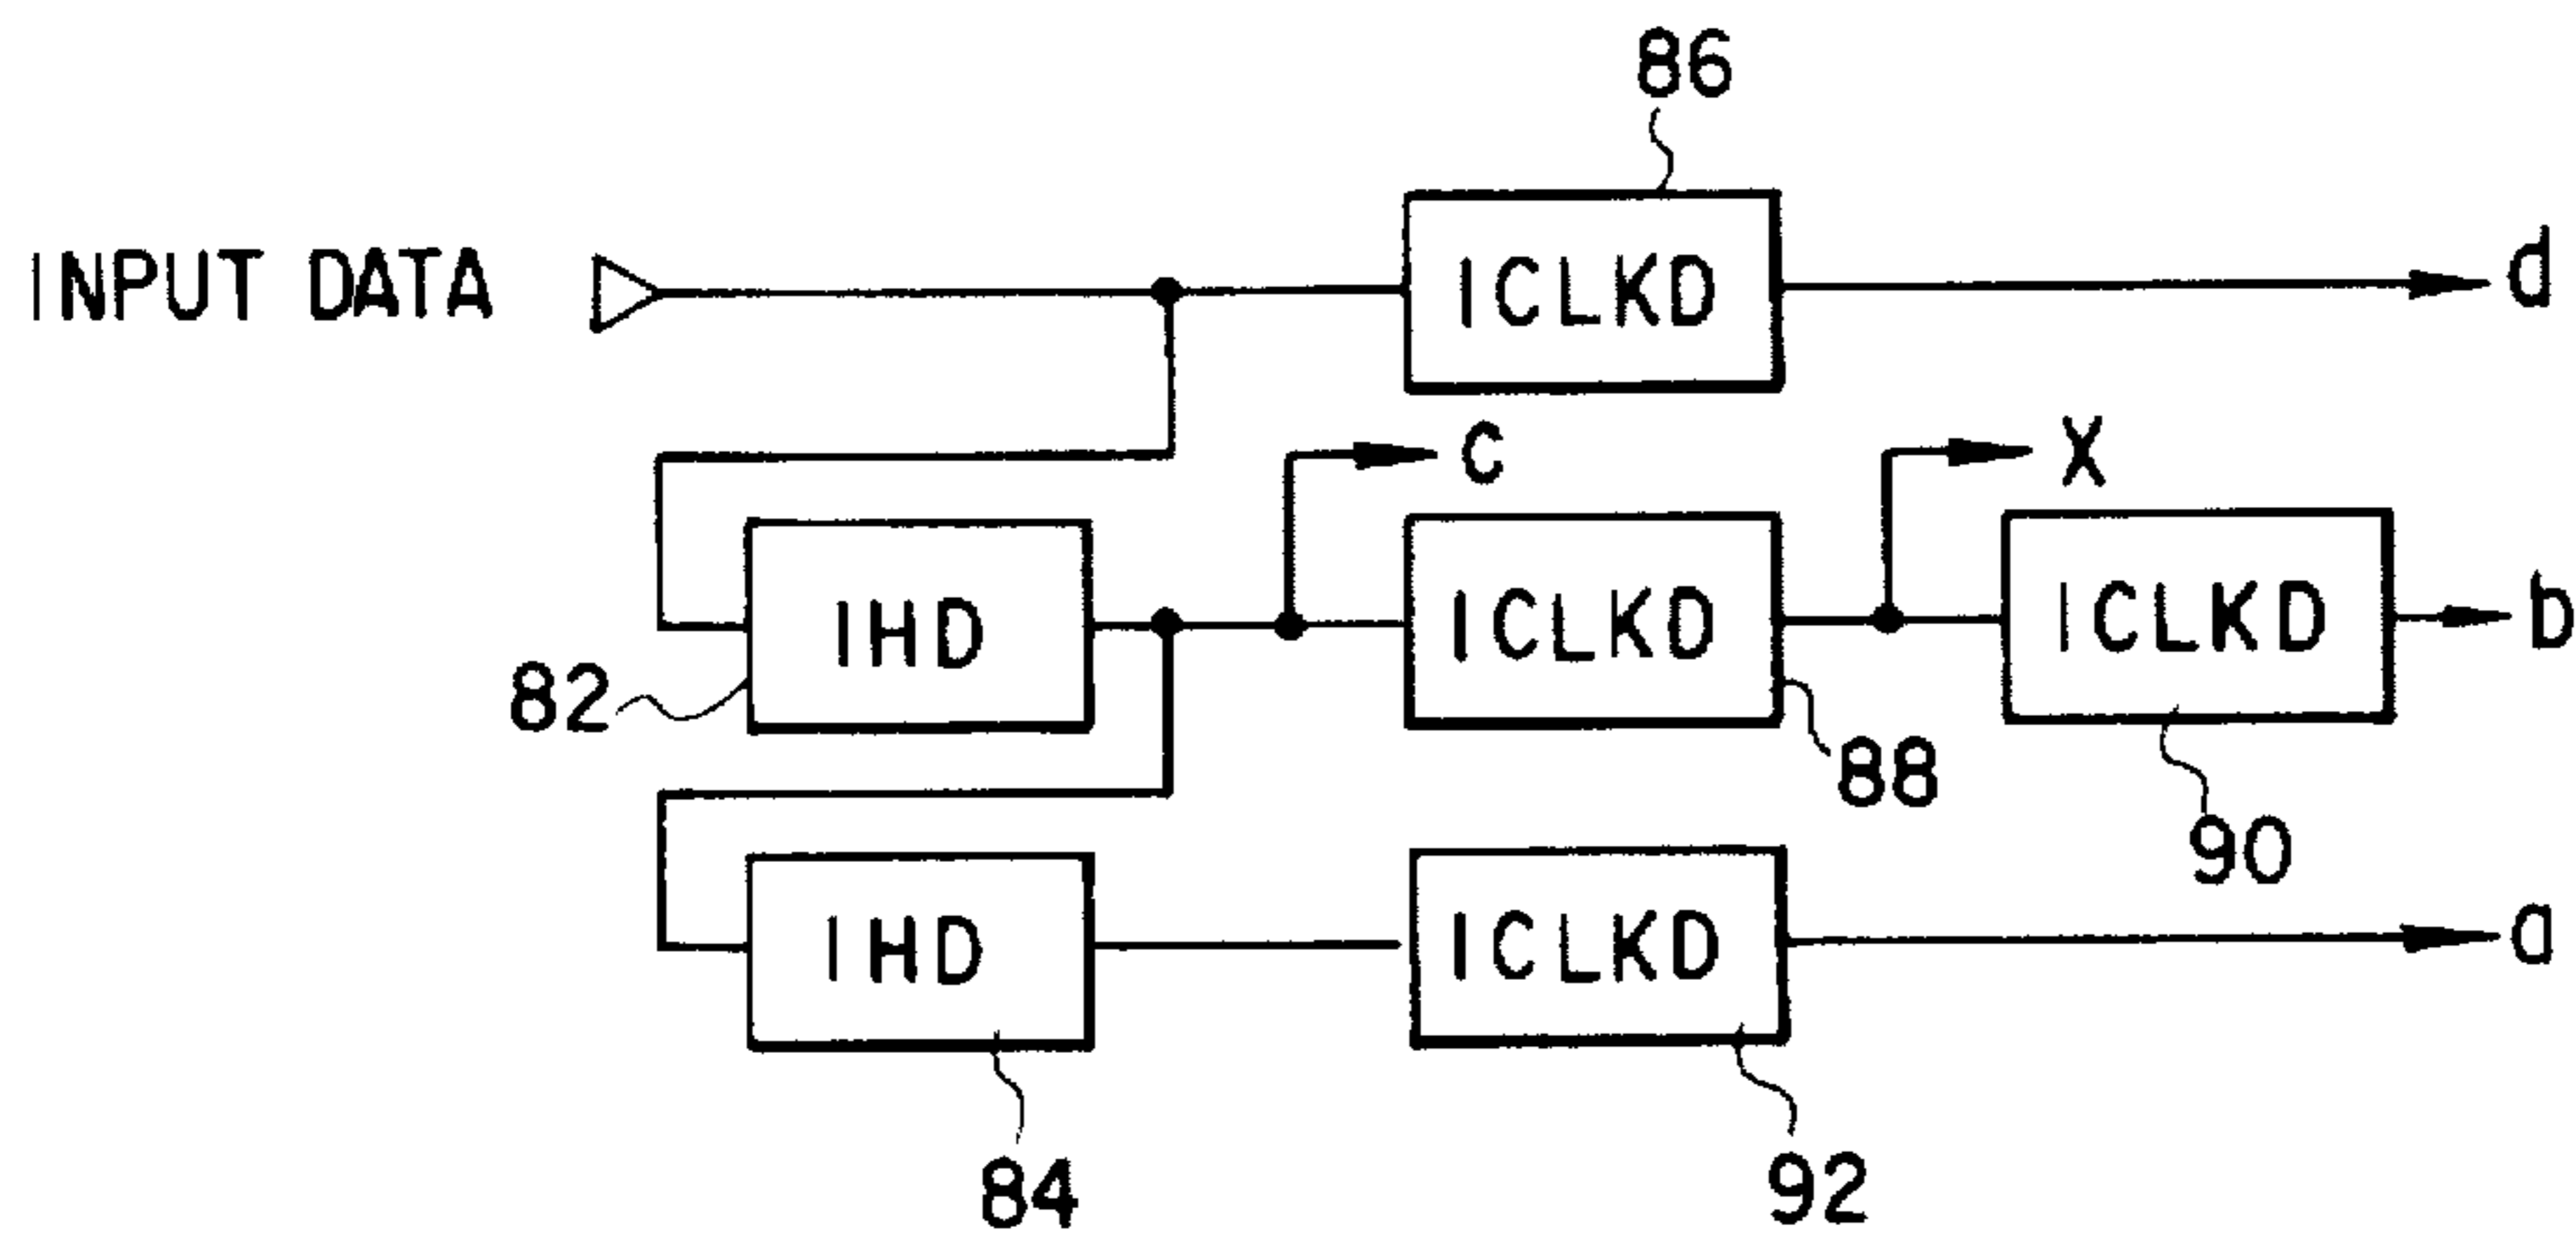 86
INPUT DATA
ICLKD
d
c
X
IHD
ICLKD
ICLKD
b
82
88
90
IHD
ICLKD
a
84
92